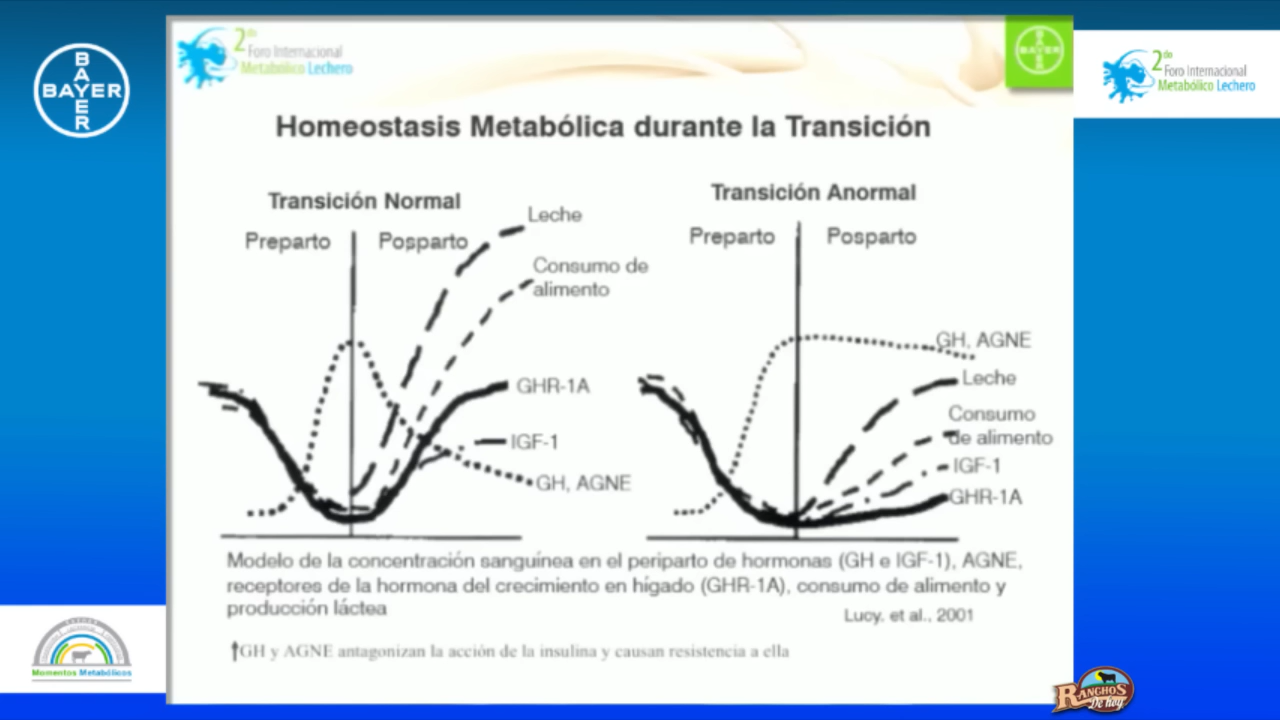 BAYER
BAYER
2do
Foro Internacional
Metabólico Lechero
BAYER
BAYER
2do
Foro Internacional
Metabólico Lechero
Homeostasis Metabólica durante la Transición
Transición Normal
Preparto
Posparto
Leche
Consumo de
alimento
GHR-1A
IGF-1
GH, AGNE
Transición Anormal
Preparto
Posparto
GH, AGNE
Leche
Consumo
de alimento
IGF-1
GHR-1A
Modelo de la concentración sanguínea en el periparto de hormonas (GH e IGF-1), AGNE,
receptores de la hormona del crecimiento en hígado (GHR-1A), consumo de alimento y
producción láctea
Lucy. et al., 2001
↑GH y AGNE antagonizan la acción de la insulina y causan resistencia a ella
Momentos Metabólicos
RANCHOS
De hoy